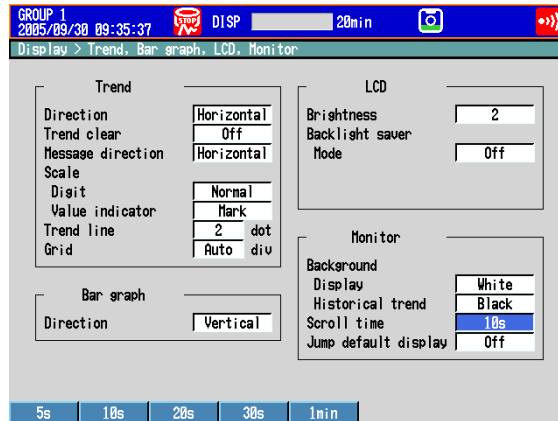 GROUP 1
2005/09/30 09:35:37
STOP
DISP
20min
Display > Trend, Bar graph, LCD, Monitor
Trend
Direction Horizontal
Trend clear Off
Message direction Horizontal
Scale
Digit Normal
Value indicator Mark
Trend line 2 dot
Grid Auto div
Bar graph
Direction Vertical
LCD
Brightness 2
Backlight saver
Mode Off
Monitor
Background
Display White
Historical trend Black
Scroll time 10s
Jump default display Off
5s 10s 20s 30s 1min